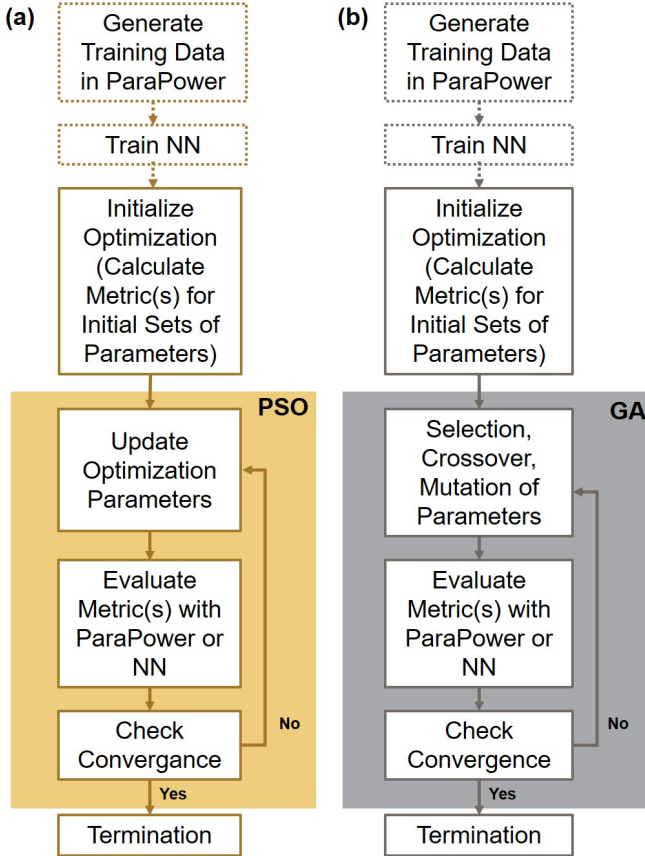 (a)
Generate
Training Data
in ParaPower
Train NN
Initialize
Optimization
(Calculate
Metric(s) for
Initial Sets of
Parameters)
PSO
Update
Optimization
Parameters
Evaluate
Metric(s) with
ParaPower or
NN
Check
Convergance
No
Yes
Termination
(b)
Generate
Training Data
in ParaPower
Train NN
Initialize
Optimization
(Calculate
Metric(s) for
Initial Sets of
Parameters)
GA
Selection,
Crossover,
Mutation of
Parameters
Evaluate
Metric(s) with
ParaPower or
NN
Check
Convergence
No
Yes
Termination